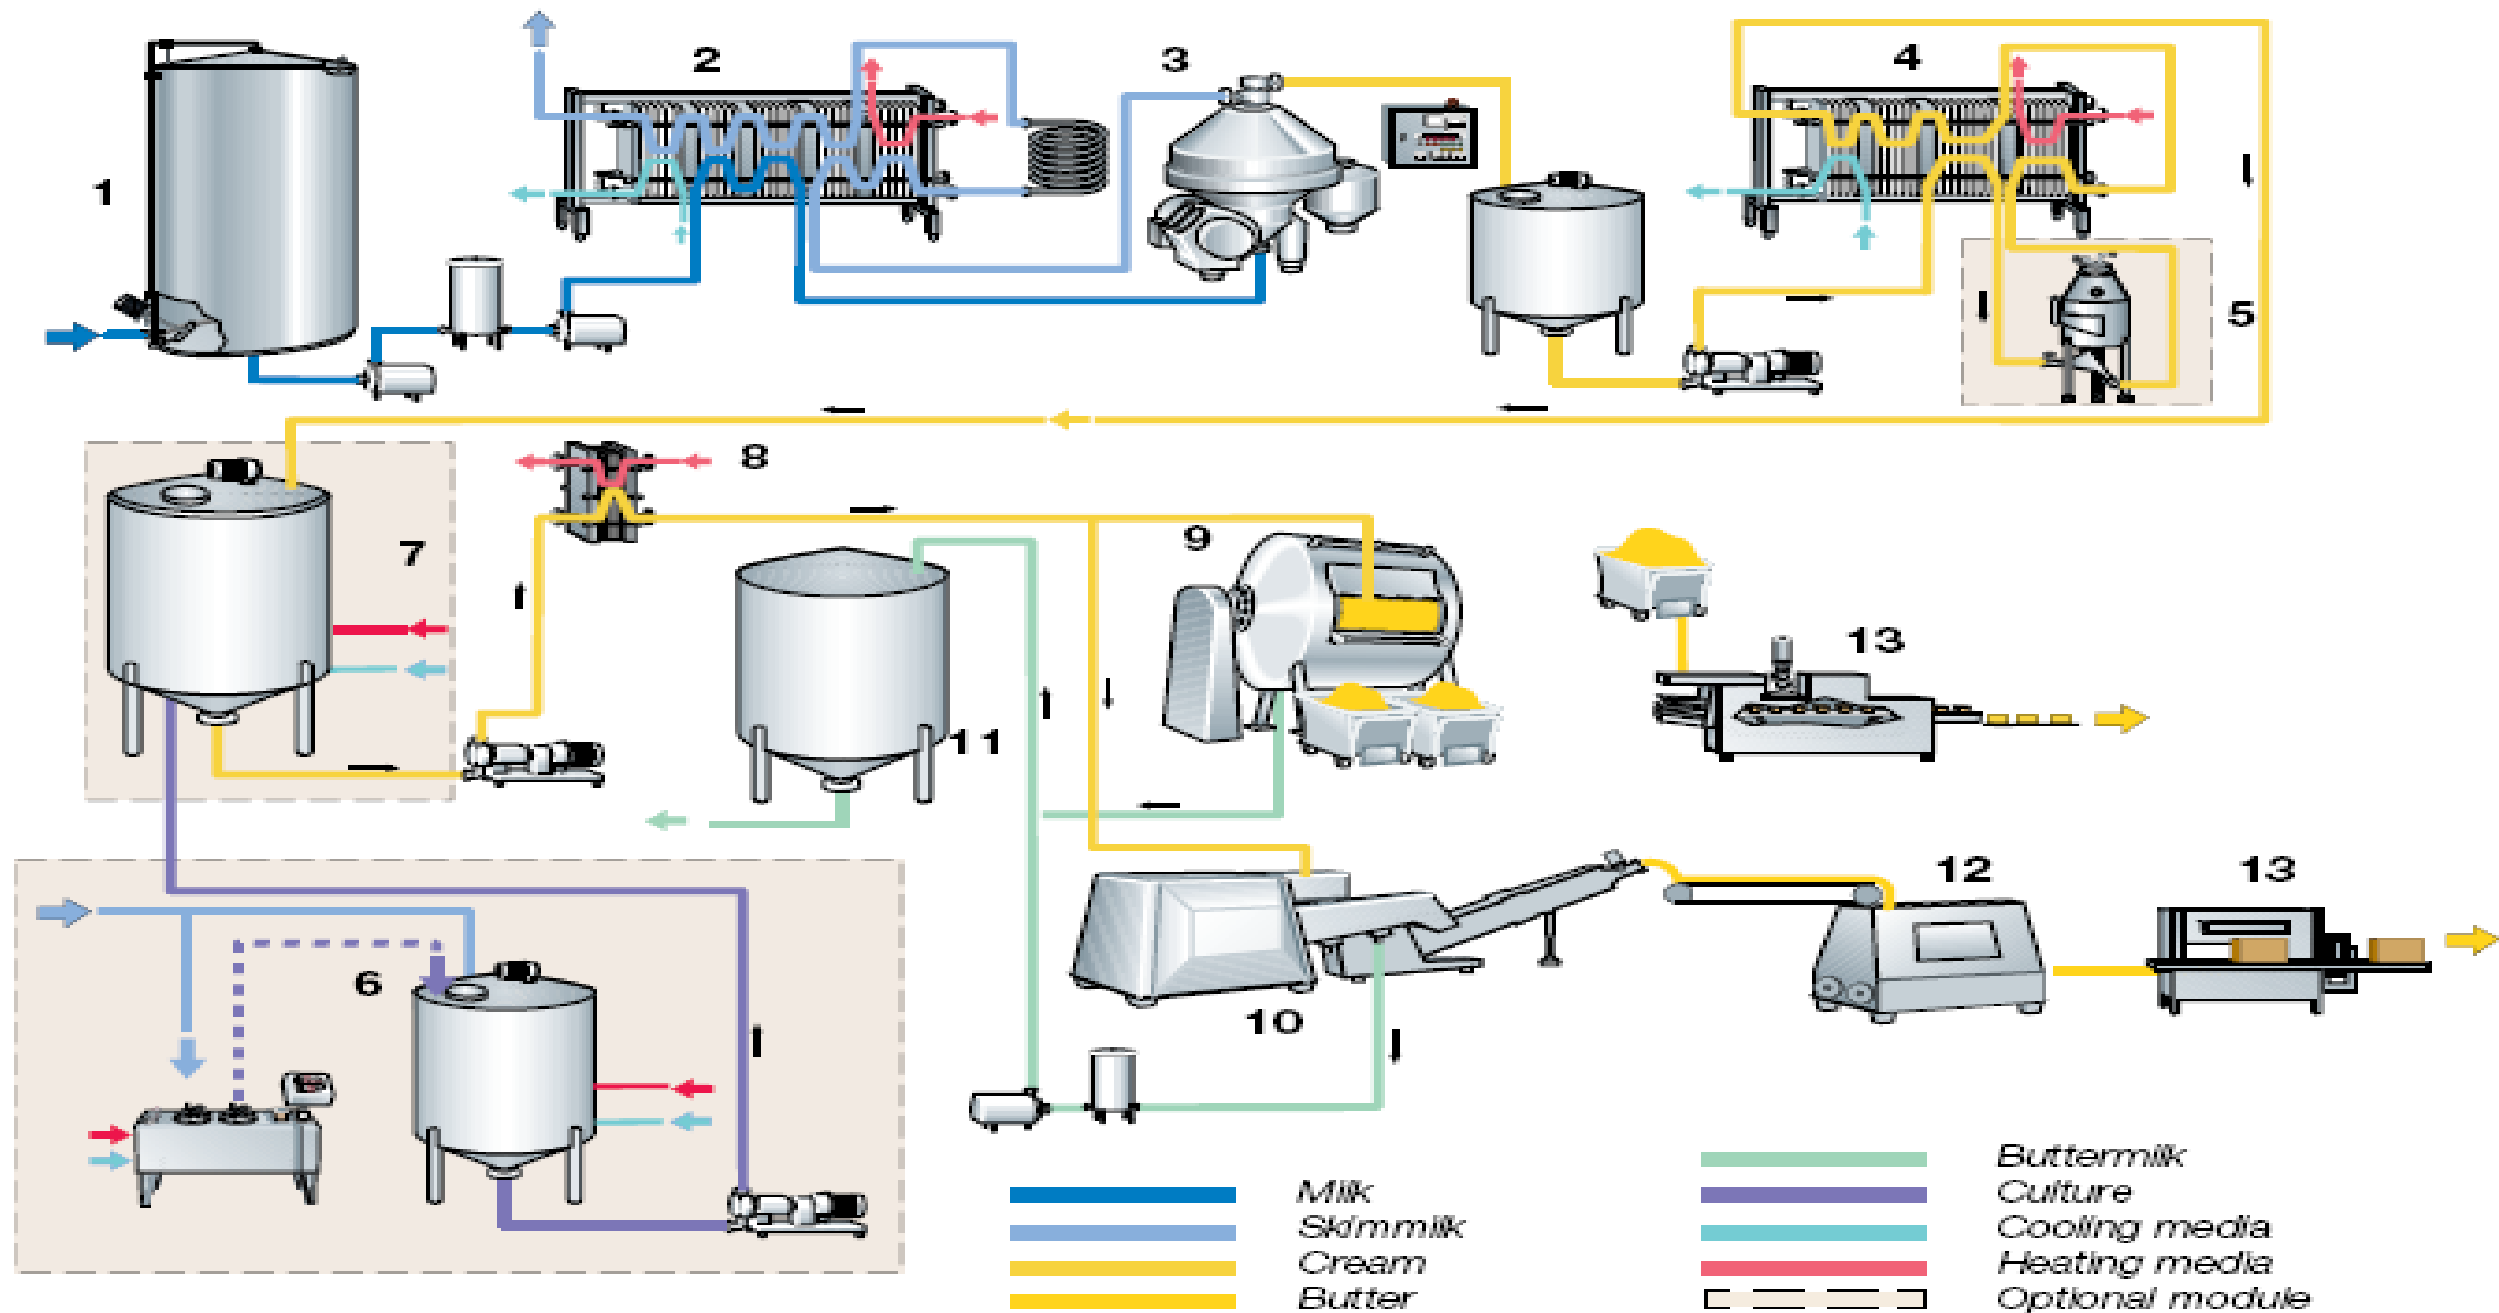 1
2
3
4
5
7
8
9
13
11
6
10
12
13
Milk
Skimmilk
Cream
Butter
Buttermilk
Culture
Cooling media
Heating media
Optional module